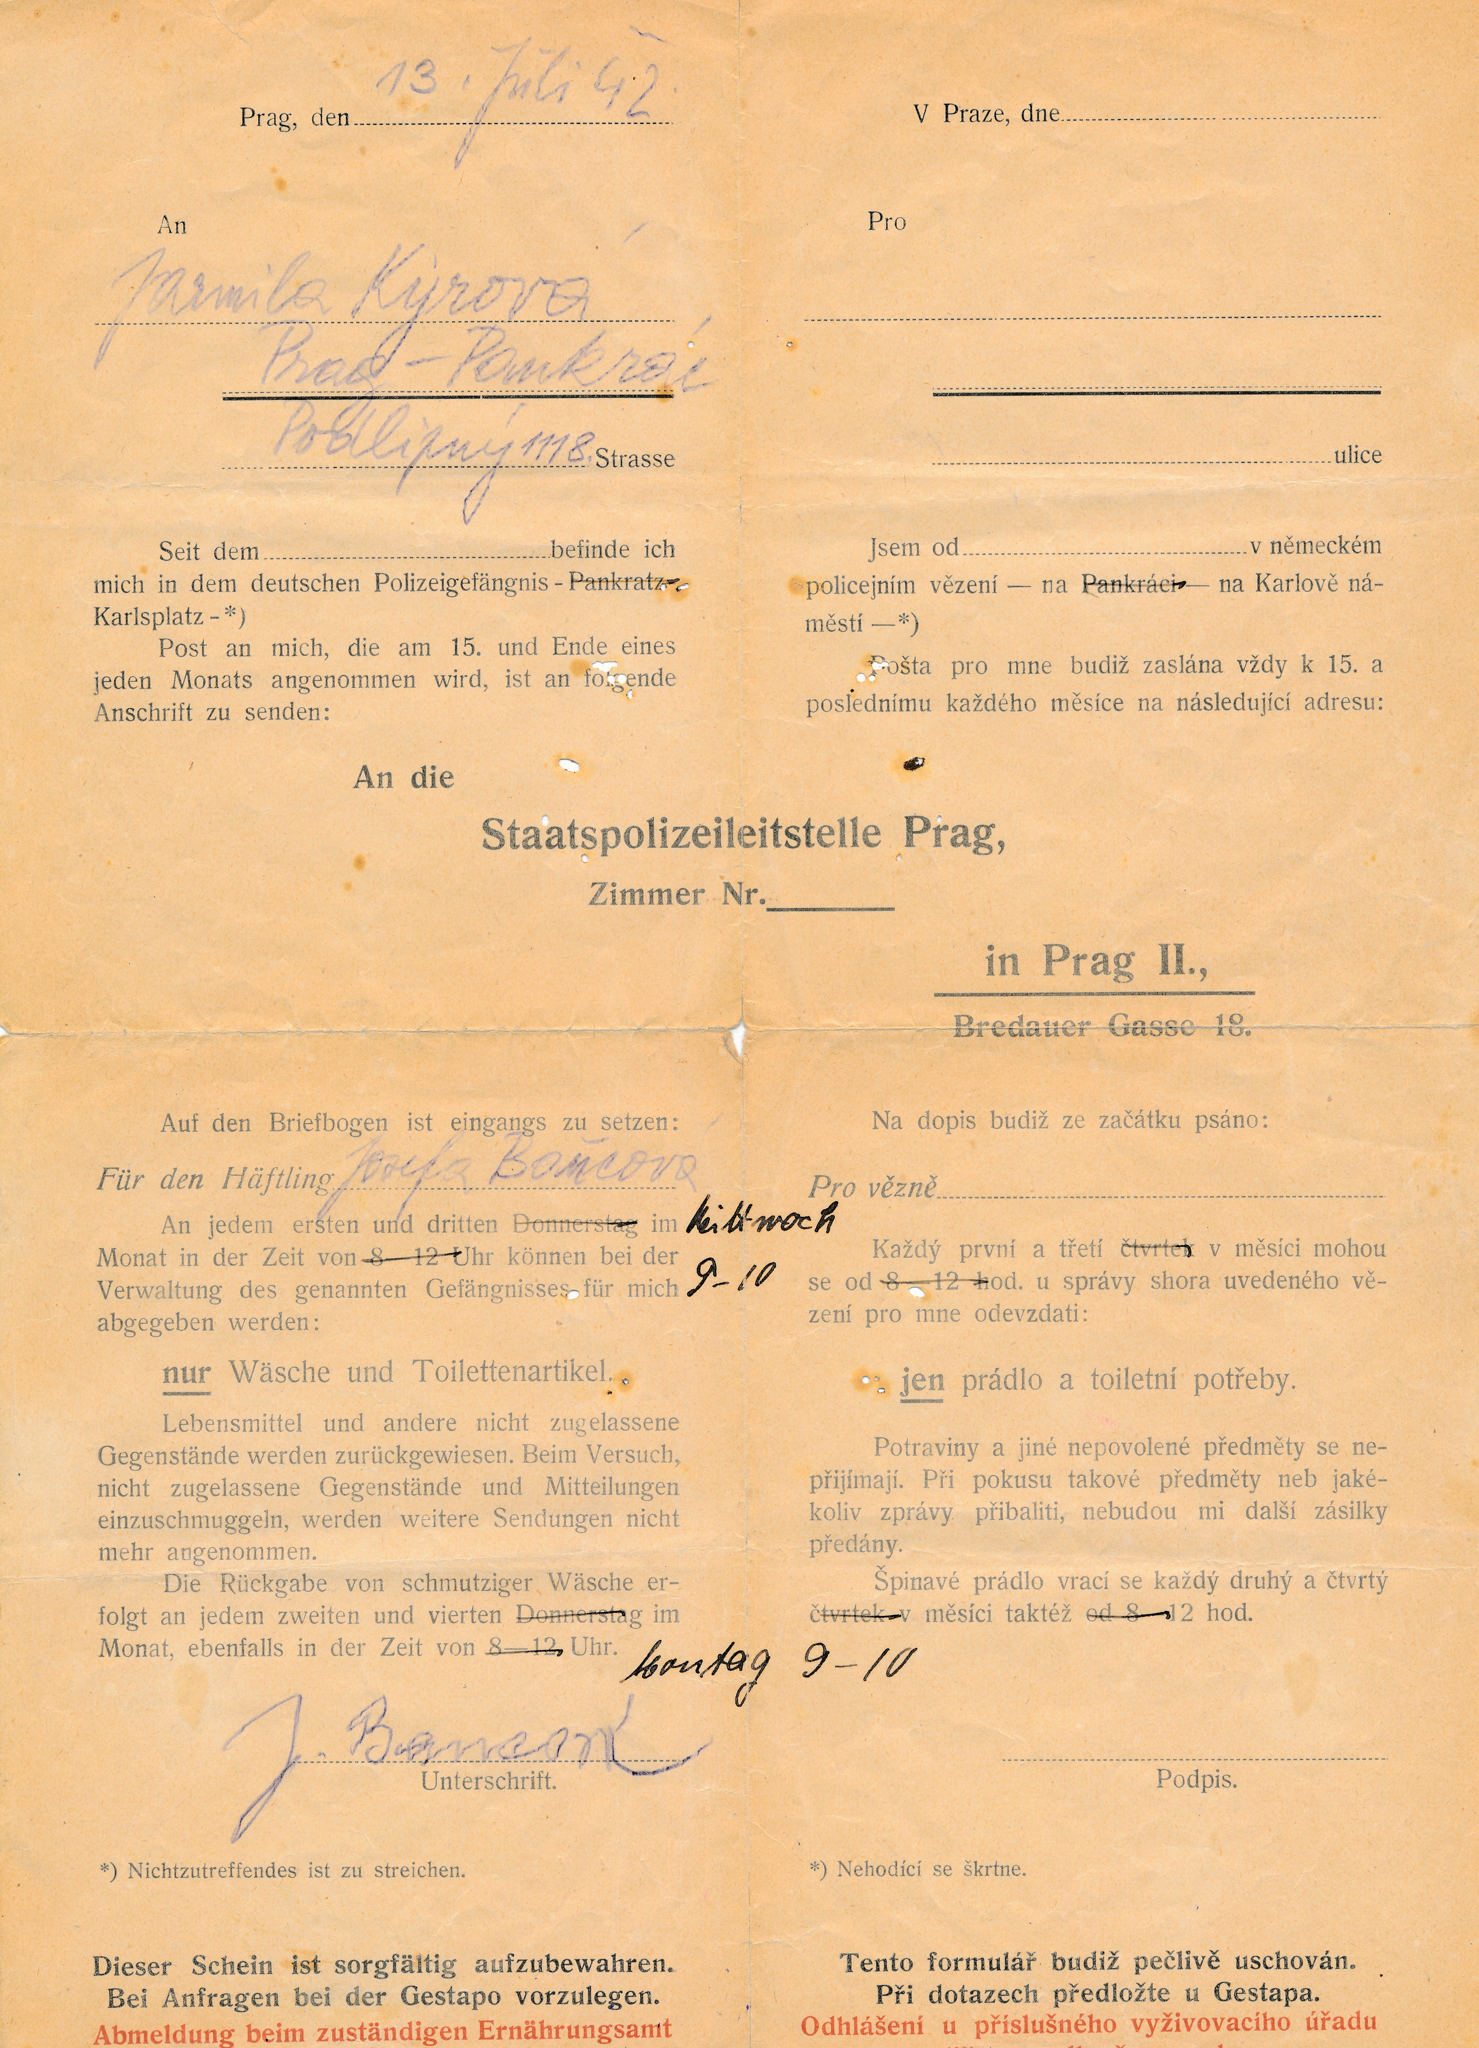 Prag, den 13. Juli 42.
An
Jarmila Kýrová
Prag - Pankrác
Podlipný 1118. Strasse
Seit dem befinde ich
mich in dem deutschen Polizeigefängnis - Pankratz -
Karlsplatz - *)
Post an mich, die am 15. und Ende eines
jeden Monats angenommen wird, ist an folgende
Anschrift zu senden:
V Praze, dne
Pro
ulice
Jsem od v německém
policejním vězení — na Pankráci — na Karlově ná-
městí —*)
Pošta pro mne budiž zaslána vždy k 15. a
poslednímu každého měsíce na následující adresu:
An die
Staatspolizeileitstelle Prag,
Zimmer Nr.
in Prag II.,
Bredauer Gasse 18.
Auf den Briefbogen ist eingangs zu setzen:
Für den Häftling Josefa Bančova
An jedem ersten und dritten Donnerstag im Mittwoch
Monat in der Zeit von 8—12 Uhr können bei der
Verwaltung des genannten Gefängnisses für mich 9-10
abgegeben werden:
nur Wäsche und Toilettenartikel.
Lebensmittel und andere nicht zugelassene
Gegenstände werden zurückgewiesen. Beim Versuch,
nicht zugelassene Gegenstände und Mitteilungen
einzuschmuggeln, werden weitere Sendungen nicht
mehr angenommen.
Die Rückgabe von schmutziger Wäsche er-
folgt an jedem zweiten und vierten Donnerstag im
Monat, ebenfalls in der Zeit von 8—12 Uhr.
Montag 9-10
J. Bancová
Unterschrift.
*) Nichtzutreffendes ist zu streichen.
Dieser Schein ist sorgfältig aufzubewahren.
Bei Anfragen bei der Gestapo vorzulegen.
Abmeldung beim zuständigen Ernährungsamt
Na dopis budiž ze začátku psáno:
Pro vězně
Každý první a třetí čtvrtek v měsíci mohou
se od 8—12 hod. u správy shora uvedeného vě-
zení pro mne odevzdati:
jen prádlo a toiletní potřeby.
Potraviny a jiné nepovolené předměty se ne-
přijímají. Při pokusu takové předměty neb jaké-
koliv zprávy přibaliti, nebudou mi další zásilky
předány.
Špinavé prádlo vrací se každý druhý a čtvrtý
čtvrtek v měsíci taktéž od 8—12 hod.
Podpis.
*) Nehodící se škrtne.
Tento formulář budiž pečlivě uschován.
Při dotazech předložte u Gestapa.
Odhlášení u příslušného vyživovacího úřadu